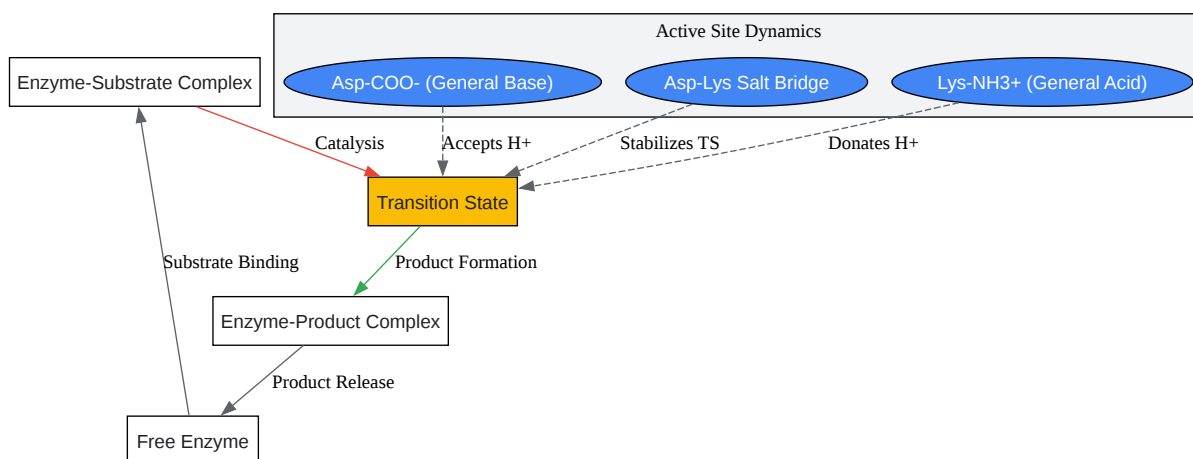 Active Site Dynamics
Enzyme-Substrate Complex
Asp-COO- (General Base)
Asp-Lys Salt Bridge
Lys-NH3+ (General Acid)
Catalysis
Accepts H+
Stabilizes TS
Donates H+
Transition State
Substrate Binding
Product Formation
Enzyme-Product Complex
Product Release
Free Enzyme